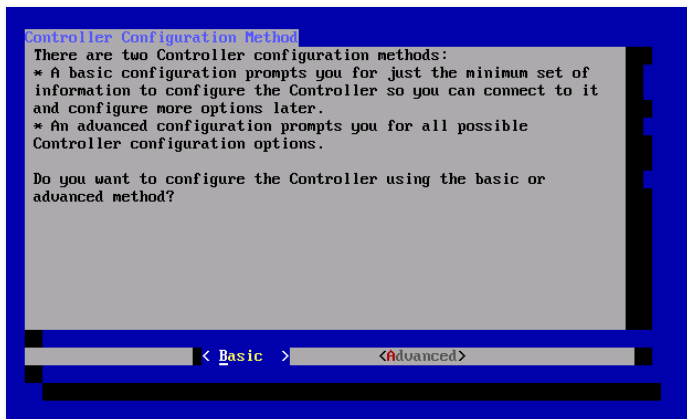 Controller Configuration Method
There are two Controller configuration methods:
* A basic configuration prompts you for just the minimum set of
information to configure the Controller so you can connect to it
and configure more options later.
* An advanced configuration prompts you for all possible
Controller configuration options.
Do you want to configure the Controller using the basic or
advanced method?
< Basic > <Advanced>